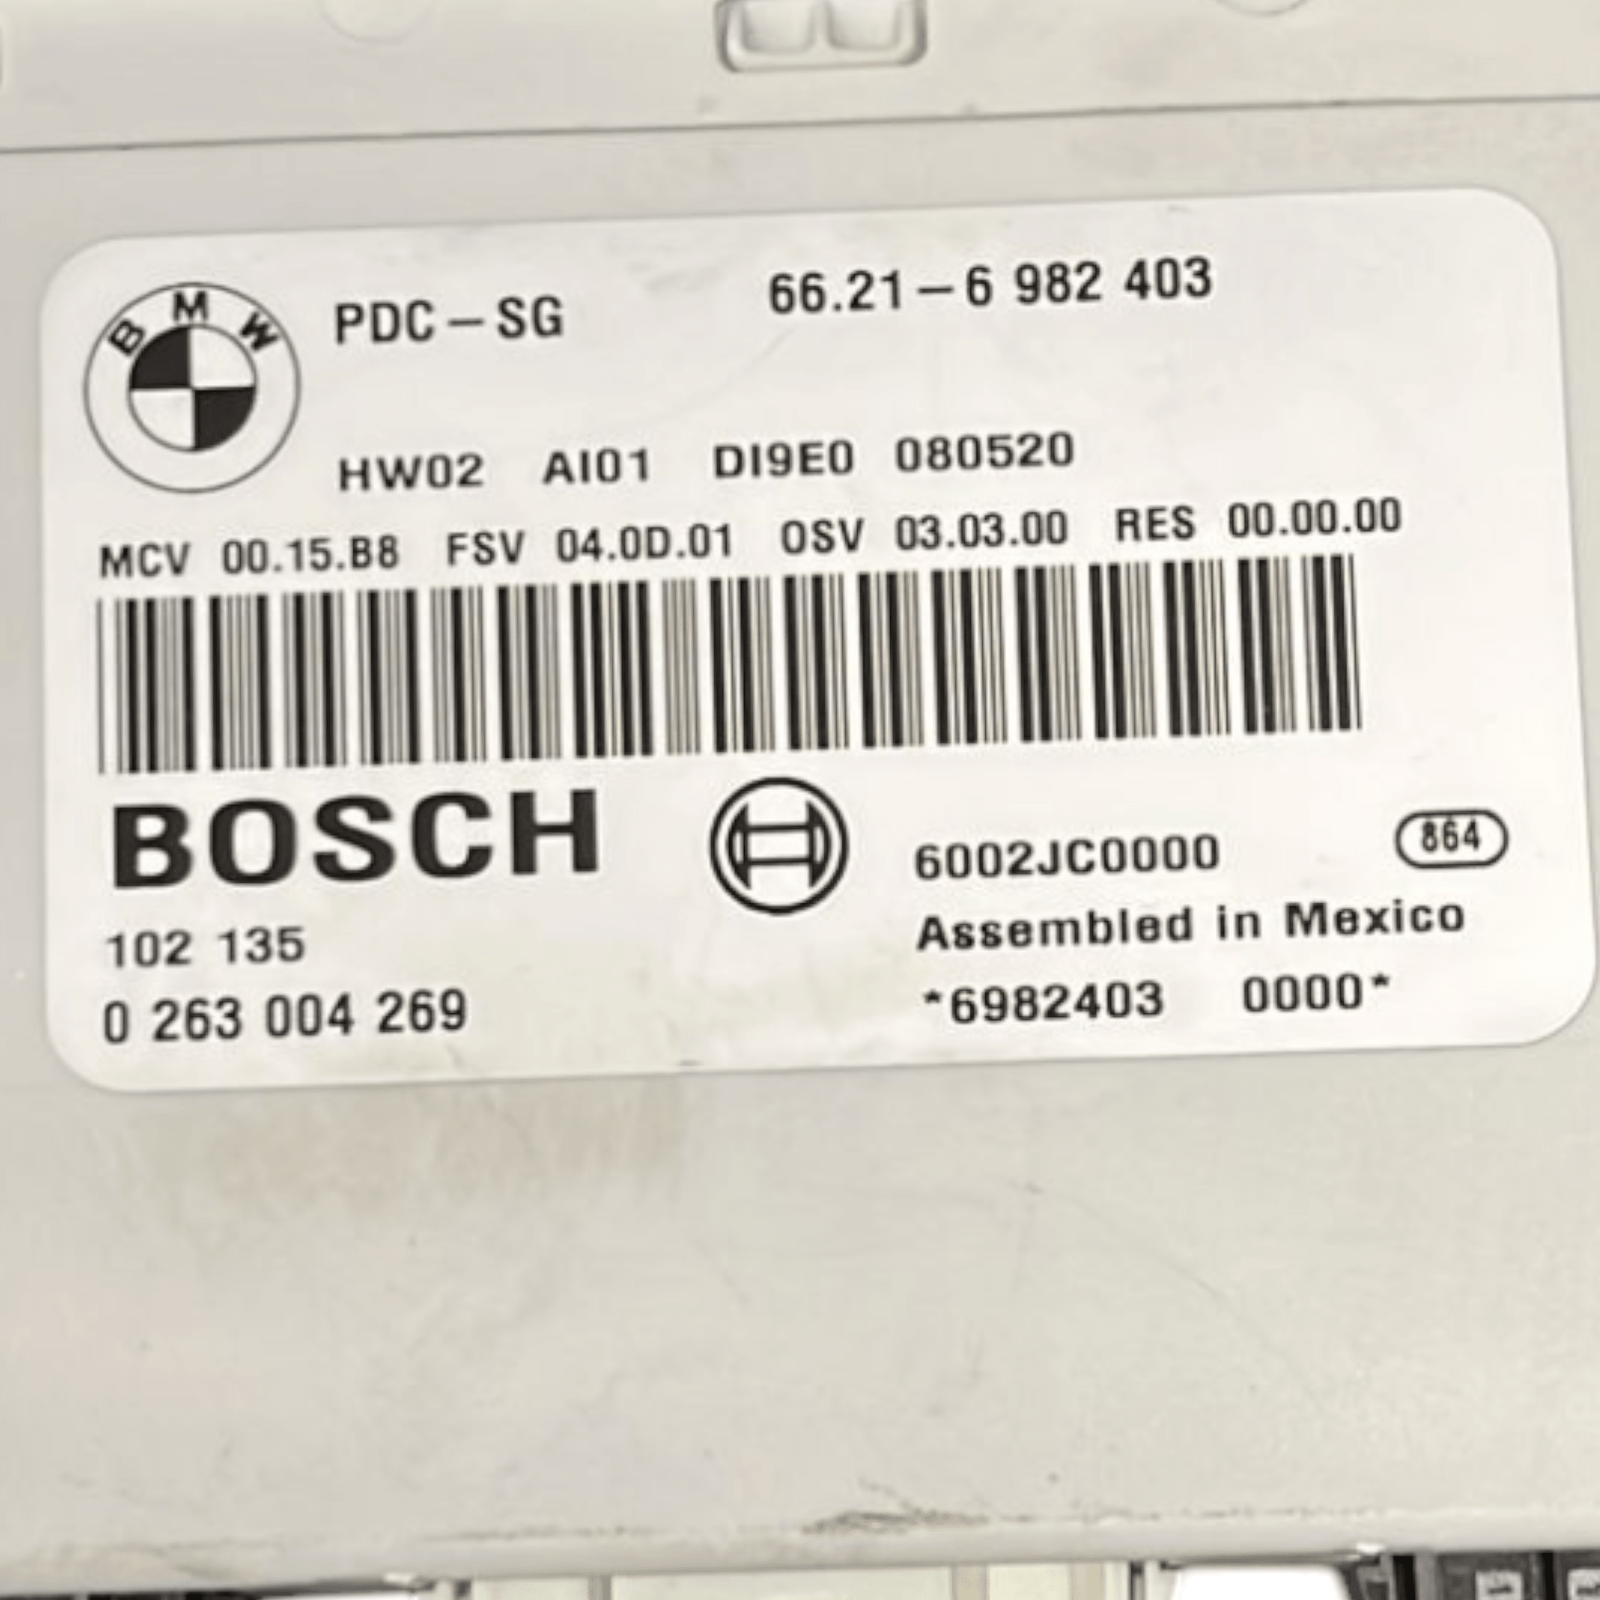 BMW
PDC-SG 66.21-6 982 403
HW02 AI01 DI9E0 080520
MCV 00.15.B8 FSV 04.0D.01 OSV 03.03.00 RES 00.00.00
BOSCH
6002JC0000 864
102 135 Assembled in Mexico
0 263 004 269 *6982403 0000*